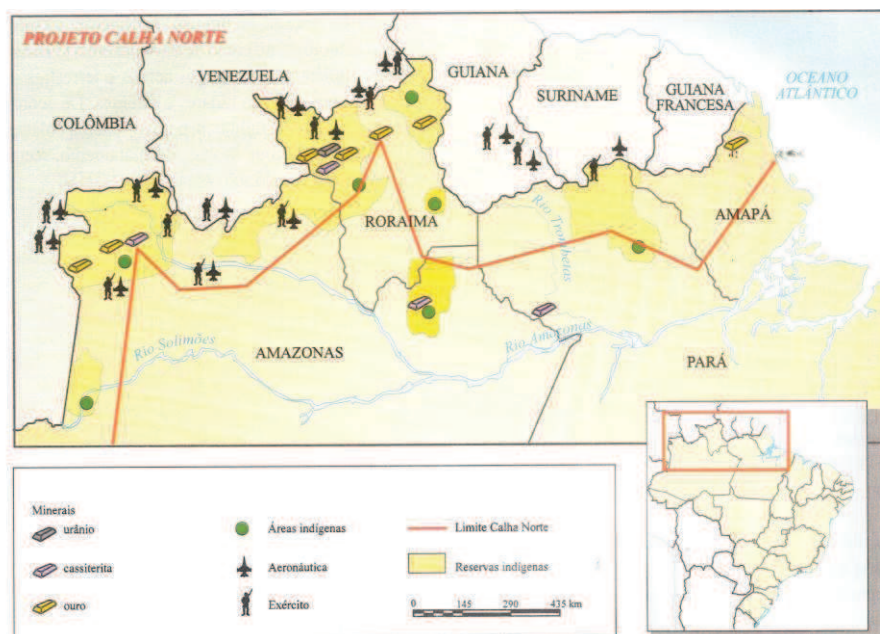 PROJETO CALHA NORTE
VENEZUELA
GUIANA
SURINAME
GUIANA
FRANCESA
OCEANO
ATLÂNTICO
COLÔMBIA
RORAIMA
Rio Trombetas
AMAPÁ
Rio Solimões
AMAZONAS
Rio Amazonas
PARÁ
Minerais
urânio
cassiterita
ouro
Áreas indígenas
Aeronáutica
Exército
Limite Calha Norte
Reservas indígenas
0 145 290 435 km